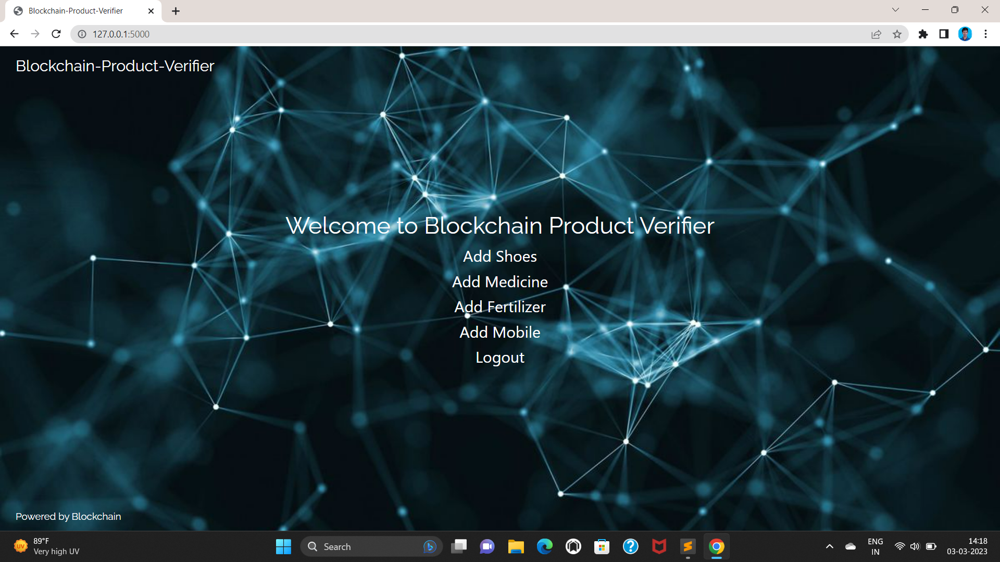 Blockchain-Product-Verifier
127.0.0.1:5000
Blockchain-Product-Verifier
Welcome to Blockchain Product Verifier
Add Shoes
Add Medicine
Add Fertilizer
Add Mobile
Logout
Powered by Blockchain
UV
89°F
Very high UV
Search
ENG
IN
14:18
03-03-2023